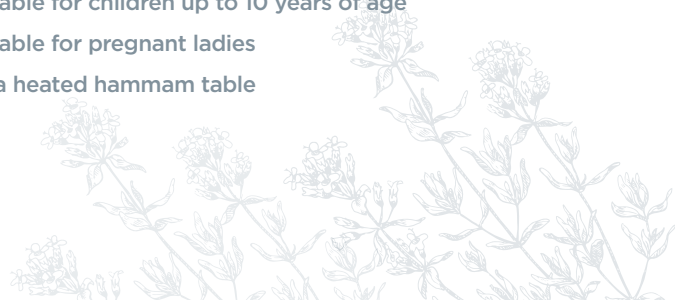 able for children up to 10 years of age
able for pregnant ladies
a heated hammam table